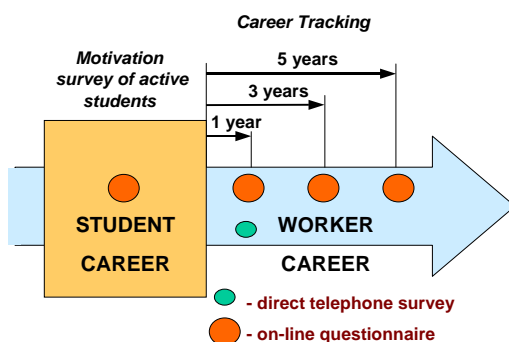 Career Tracking
Motivation
survey of active
students
5 years
3 years
1 year
STUDENT
CAREER
WORKER
CAREER
- direct telephone survey
- on-line questionnaire